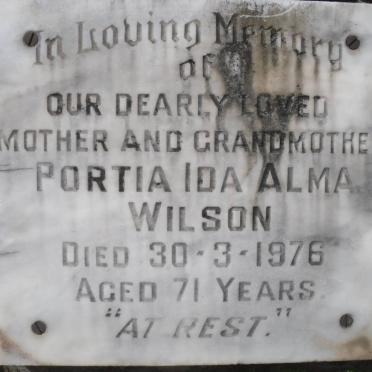 In Loving Memory
of
OUR DEARLY LOVED
MOTHER AND GRANDMOTHE
PORTIA IDA ALMA
WILSON
DIED 30-3-1976
AGED 71 YEARS.
"AT REST."